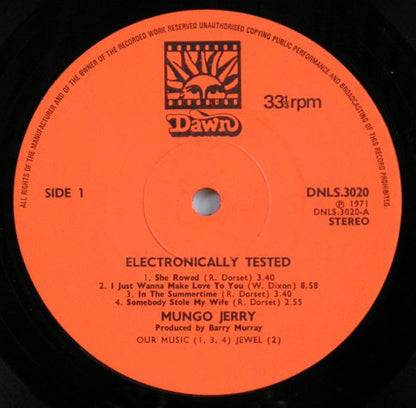 ALL RIGHTS OF THE MANUFACTURER AND OF THE OWNER OF THE RECORDED WORK RESERVED UNAUTHORISED COPYING PUBLIC PERFORMANCE AND BROADCASTING OF THIS RECORD PROHIBITED.
Dawn
33⅓rpm
SIDE 1
DNLS.3020
℗ 1971
DNLS.3020-A
STEREO
ELECTRONICALLY TESTED
1. She Rowed (R. Dorset) 3.40
2. I Just Wanna Make Love To You (W. Dixon) 8.58
3. In The Summertime (R. Dorset) 3.40
4. Somebody Stole My Wife (R. Dorset) 2.55
MUNGO JERRY
Produced by Barry Murray
OUR MUSIC (1, 3, 4) JEWEL (2)